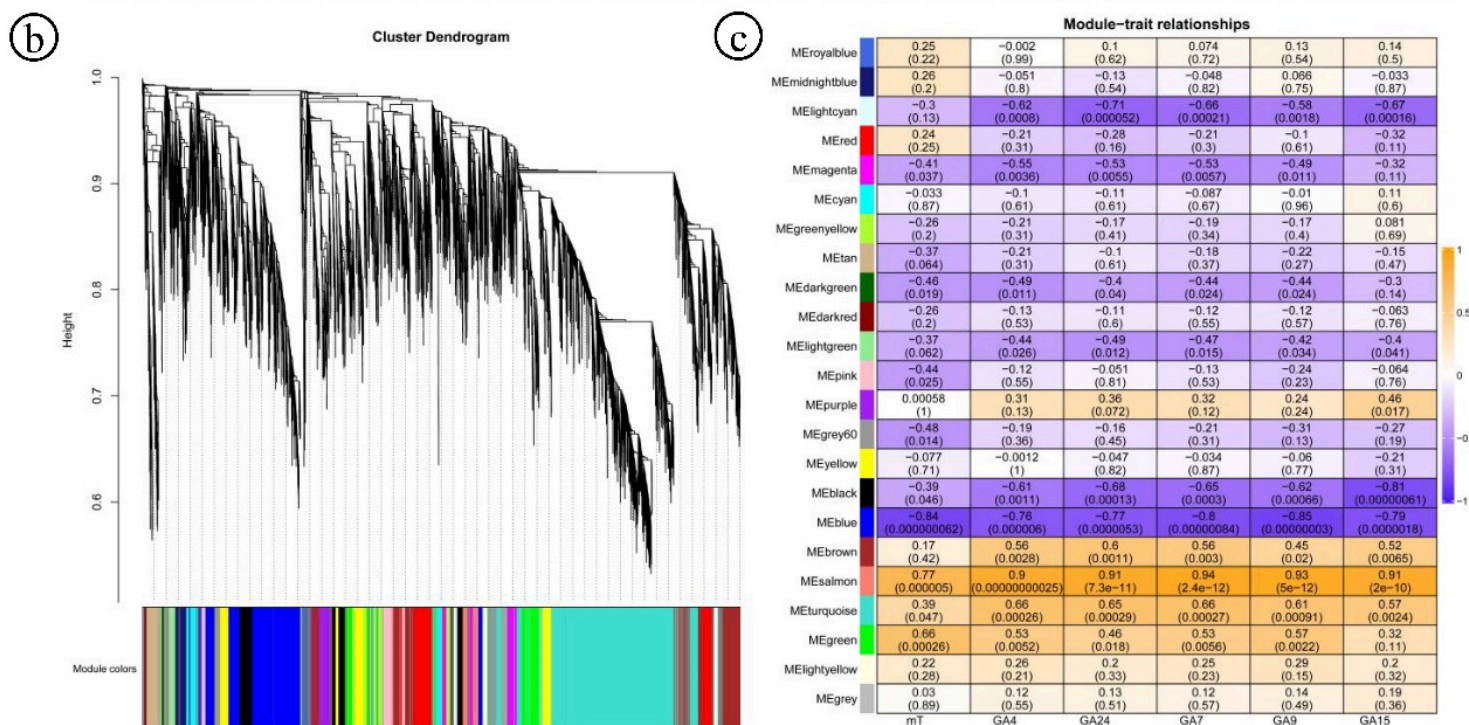 b
Cluster Dendrogram
Height
1.0
0.9
0.8
0.7
0.6
Module colors
c
Module−trait relationships
MEroyalblue 0.25 −0.002 0.1 0.074 0.13 0.14
(0.22) (0.99) (0.62) (0.72) (0.54) (0.5)
MEmidnightblue 0.26 −0.051 −0.13 −0.048 0.066 −0.033
(0.2) (0.8) (0.54) (0.82) (0.75) (0.87)
MElightcyan −0.3 −0.62 −0.71 −0.66 −0.58 −0.67
(0.13) (0.0008) (0.000052) (0.00021) (0.0018) (0.00016)
MEred 0.24 −0.21 −0.28 −0.21 −0.1 −0.32
(0.25) (0.31) (0.16) (0.3) (0.61) (0.11)
MEmagenta −0.41 −0.55 −0.53 −0.53 −0.49 −0.32
(0.037) (0.0036) (0.0055) (0.0057) (0.011) (0.11)
MEcyan −0.033 −0.1 −0.11 −0.087 −0.01 0.11
(0.87) (0.61) (0.61) (0.67) (0.96) (0.6)
MEgreenyellow −0.26 −0.21 −0.17 −0.19 −0.17 0.081
(0.2) (0.31) (0.41) (0.34) (0.4) (0.69)
MEtan −0.37 −0.21 −0.1 −0.18 −0.22 −0.15
(0.064) (0.31) (0.61) (0.37) (0.27) (0.47)
MEdarkgreen −0.46 −0.49 −0.4 −0.44 −0.44 −0.3
(0.019) (0.011) (0.04) (0.024) (0.024) (0.14)
MEdarkred −0.26 −0.13 −0.11 −0.12 −0.12 −0.063
(0.2) (0.53) (0.6) (0.55) (0.57) (0.76)
MElightgreen −0.37 −0.44 −0.49 −0.47 −0.42 −0.4
(0.062) (0.026) (0.012) (0.015) (0.034) (0.041)
MEpink −0.44 −0.12 −0.051 −0.13 −0.24 −0.064
(0.025) (0.55) (0.81) (0.53) (0.23) (0.76)
MEpurple 0.00058 0.31 0.36 0.32 0.24 0.46
(1) (0.13) (0.072) (0.12) (0.24) (0.017)
MEgrey60 −0.48 −0.19 −0.16 −0.21 −0.31 −0.27
(0.014) (0.36) (0.45) (0.31) (0.13) (0.19)
MEyellow −0.077 −0.0012 −0.047 −0.034 −0.06 −0.21
(0.71) (1) (0.82) (0.87) (0.77) (0.31)
MEblack −0.39 −0.61 −0.68 −0.65 −0.62 −0.81
(0.046) (0.0011) (0.00013) (0.0003) (0.00066) (0.00000061)
MEblue −0.84 −0.76 −0.77 −0.8 −0.85 −0.79
(0.000000062) (0.000006) (0.0000053) (0.00000084) (0.00000003) (0.0000018)
MEbrown 0.17 0.56 0.6 0.56 0.45 0.52
(0.42) (0.0028) (0.0011) (0.003) (0.02) (0.0065)
MEsalmon 0.77 0.9 0.91 0.94 0.93 0.91
(0.000005) (0.00000000025) (7.3e−11) (2.4e−12) (5e−12) (2e−10)
MEturquoise 0.39 0.66 0.65 0.66 0.61 0.57
(0.047) (0.00026) (0.00029) (0.00027) (0.00091) (0.0024)
MEgreen 0.66 0.53 0.46 0.53 0.57 0.32
(0.00026) (0.0052) (0.018) (0.0056) (0.0022) (0.11)
MElightyellow 0.22 0.26 0.2 0.25 0.29 0.2
(0.28) (0.21) (0.33) (0.23) (0.15) (0.32)
MEgrey 0.03 0.12 0.13 0.12 0.14 0.19
(0.89) (0.55) (0.51) (0.57) (0.49) (0.36)
mT GA4 GA24 GA7 GA9 GA15
1
0.5
0
−0.5
−1